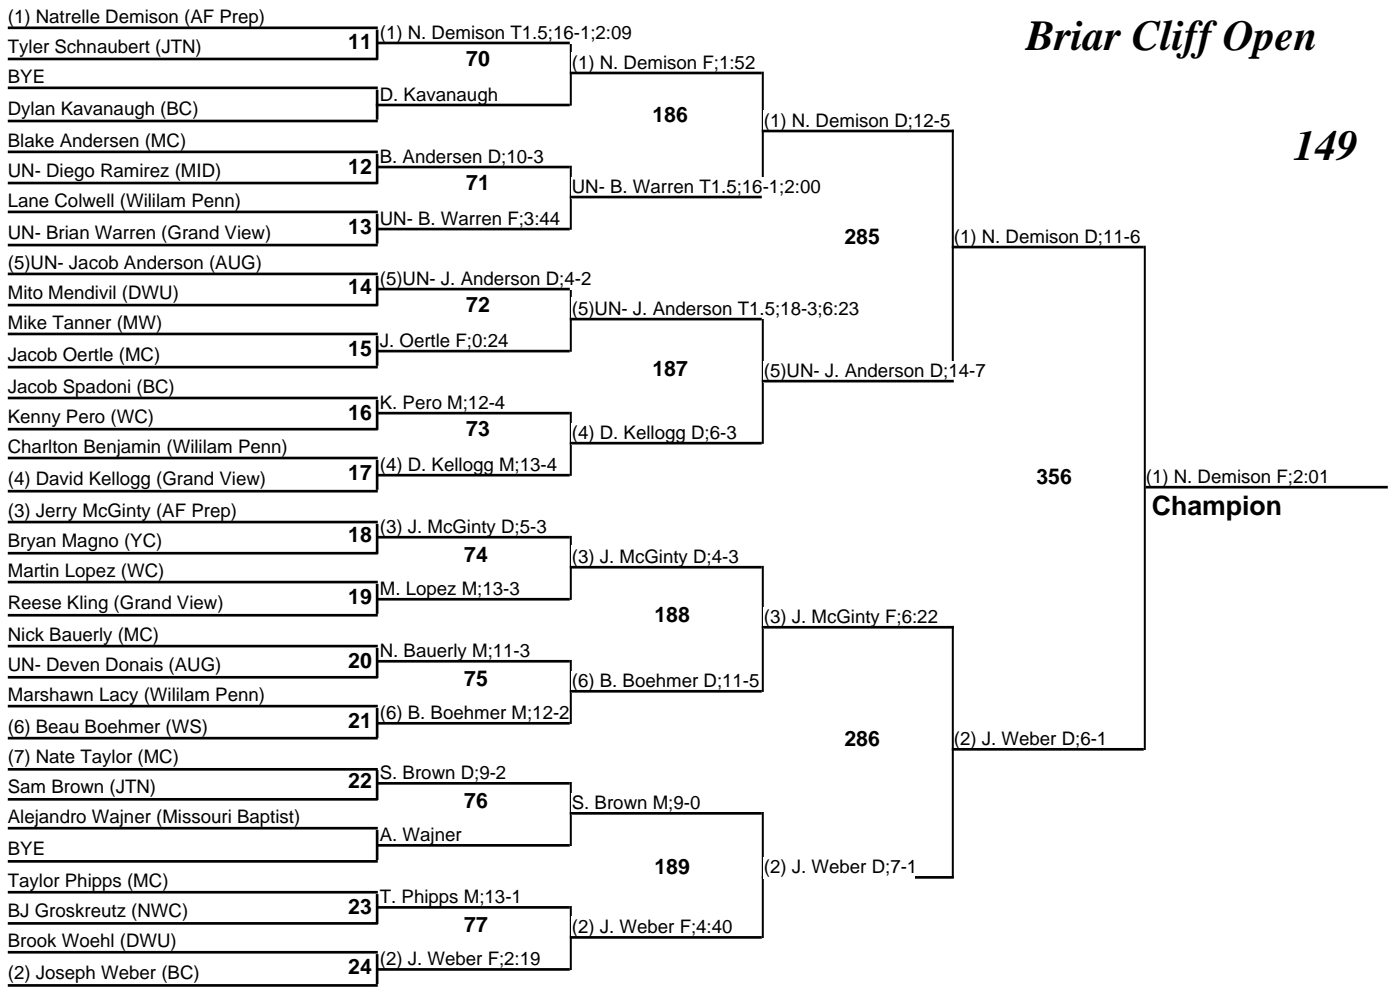 Briar Cliff Open
149
(1) Natrelle Demison (AF Prep)
Tyler Schnaubert (JTN)
BYE
Dylan Kavanaugh (BC)
Blake Andersen (MC)
UN- Diego Ramirez (MID)
Lane Colwell (Wililam Penn)
UN- Brian Warren (Grand View)
(5)UN- Jacob Anderson (AUG)
Mito Mendivil (DWU)
Mike Tanner (MW)
Jacob Oertle (MC)
Jacob Spadoni (BC)
Kenny Pero (WC)
Charlton Benjamin (Wililam Penn)
(4) David Kellogg (Grand View)
(3) Jerry McGinty (AF Prep)
Bryan Magno (YC)
Martin Lopez (WC)
Reese Kling (Grand View)
Nick Bauerly (MC)
UN- Deven Donais (AUG)
Marshawn Lacy (Wililam Penn)
(6) Beau Boehmer (WS)
(7) Nate Taylor (MC)
Sam Brown (JTN)
Alejandro Wajner (Missouri Baptist)
BYE
Taylor Phipps (MC)
BJ Groskreutz (NWC)
Brook Woehl (DWU)
(2) Joseph Weber (BC)
11
12
13
14
15
16
17
18
19
20
21
22
23
24
(1) N. Demison T1.5;16-1;2:09
70
D. Kavanaugh
B. Andersen D;10-3
71
UN- B. Warren F;3:44
(5)UN- J. Anderson D;4-2
72
J. Oertle F;0:24
K. Pero M;12-4
73
(4) D. Kellogg M;13-4
(3) J. McGinty D;5-3
74
M. Lopez M;13-3
N. Bauerly M;11-3
75
(6) B. Boehmer M;12-2
S. Brown D;9-2
76
A. Wajner
T. Phipps M;13-1
77
(2) J. Weber F;2:19
(1) N. Demison F;1:52
186
UN- B. Warren T1.5;16-1;2:00
(5)UN- J. Anderson T1.5;18-3;6:23
187
(4) D. Kellogg D;6-3
(3) J. McGinty D;4-3
188
(6) B. Boehmer D;11-5
S. Brown M;9-0
189
(2) J. Weber F;4:40
(1) N. Demison D;12-5
285
(5)UN- J. Anderson D;14-7
(3) J. McGinty F;6:22
286
(2) J. Weber D;7-1
(1) N. Demison D;11-6
356
(2) J. Weber D;6-1
(1) N. Demison F;2:01
Champion